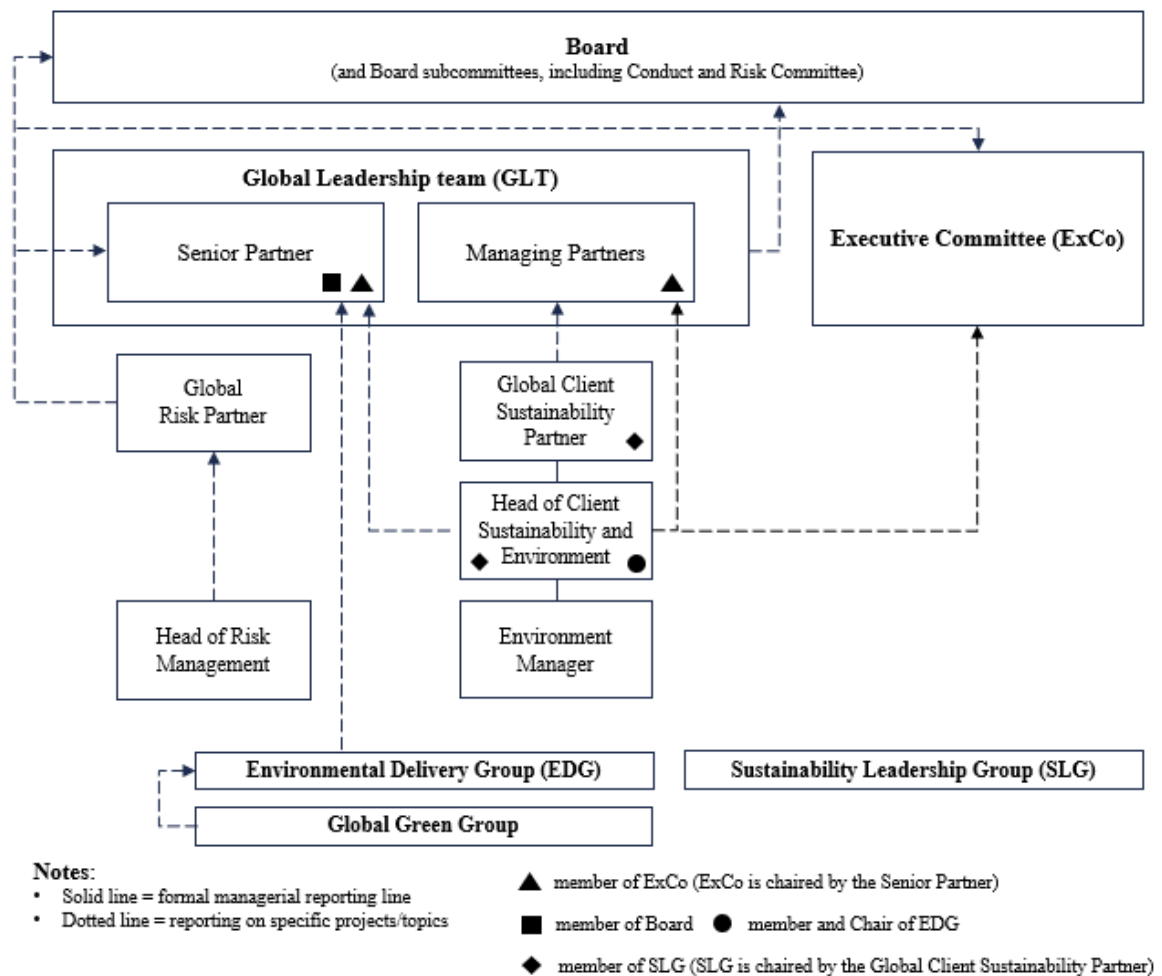 Board
(and Board subcommittees, including Conduct and Risk Committee)
Global Leadership team (GLT)
Senior Partner
Managing Partners
Executive Committee (ExCo)
Global
Risk Partner
Global Client
Sustainability
Partner
Head of Client
Sustainability and
Environment
Head of Risk
Management
Environment
Manager
Environmental Delivery Group (EDG)
Sustainability Leadership Group (SLG)
Global Green Group
Notes:
• Solid line = formal managerial reporting line
• Dotted line = reporting on specific projects/topics
▲ member of ExCo (ExCo is chaired by the Senior Partner)
■ member of Board ● member and Chair of EDG
◆ member of SLG (SLG is chaired by the Global Client Sustainability Partner)